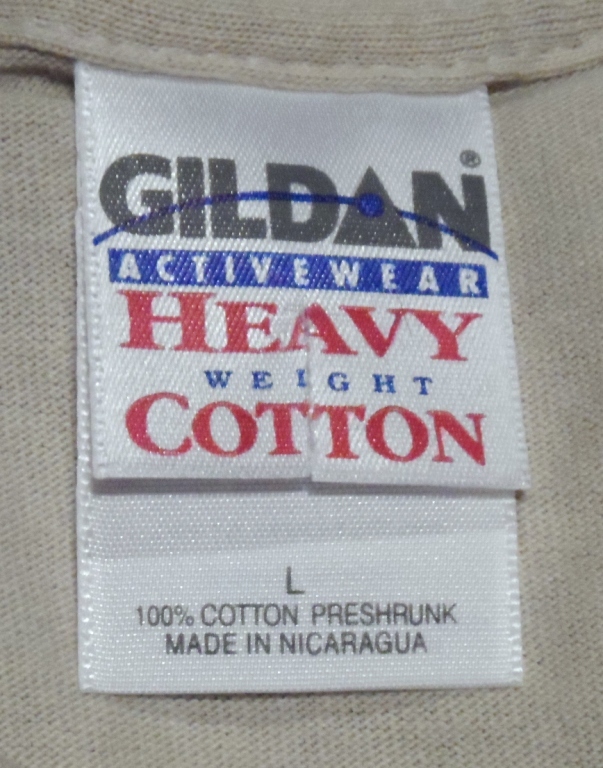 GILDAN®
ACTIVEWEAR
HEAVY
WEIGHT
COTTON
L
100% COTTON PRESHRUNK
MADE IN NICARAGUA